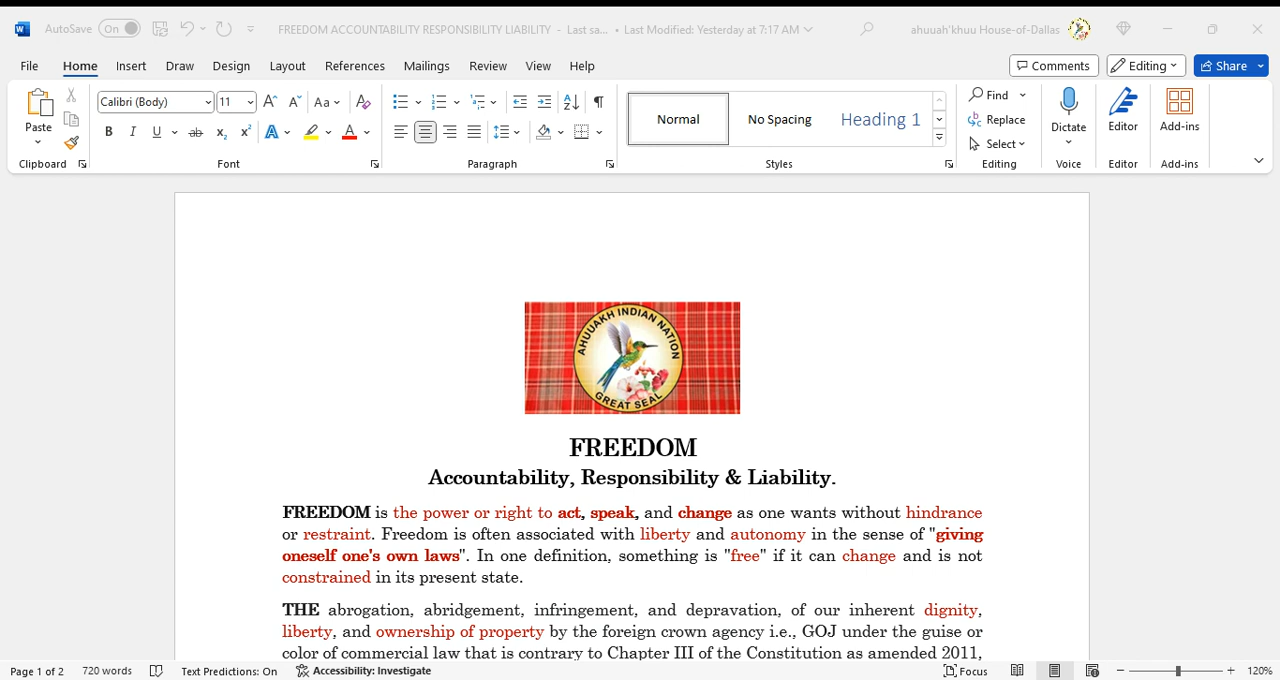 AutoSave On FREEDOM ACCOUNTABILITY RESPONSIBILITY LIABILITY - Last sa... • Last Modified: Yesterday at 7:17 AM ahuuah'khuu House-of-Dallas
File Home Insert Draw Design Layout References Mailings Review View Help Comments Editing Share
Calibri (Body) 11 Aa Find
Normal No Spacing Heading 1
Paste Replace Dictate Editor Add-ins
B I U ab x₂ x² A A Select
Clipboard Font Paragraph Styles Editing Voice Editor Add-ins
AHUUAKH INDIAN NATION
GREAT SEAL
FREEDOM
Accountability, Responsibility & Liability.
FREEDOM is the power or right to act, speak, and change as one wants without hindrance
or restraint. Freedom is often associated with liberty and autonomy in the sense of "giving
oneself one's own laws". In one definition, something is "free" if it can change and is not
constrained in its present state.
THE abrogation, abridgement, infringement, and depravation, of our inherent dignity,
liberty, and ownership of property by the foreign crown agency i.e., GOJ under the guise or
color of commercial law that is contrary to Chapter III of the Constitution as amended 2011,
Page 1 of 2 720 words Text Predictions: On Accessibility: Investigate Focus 120%